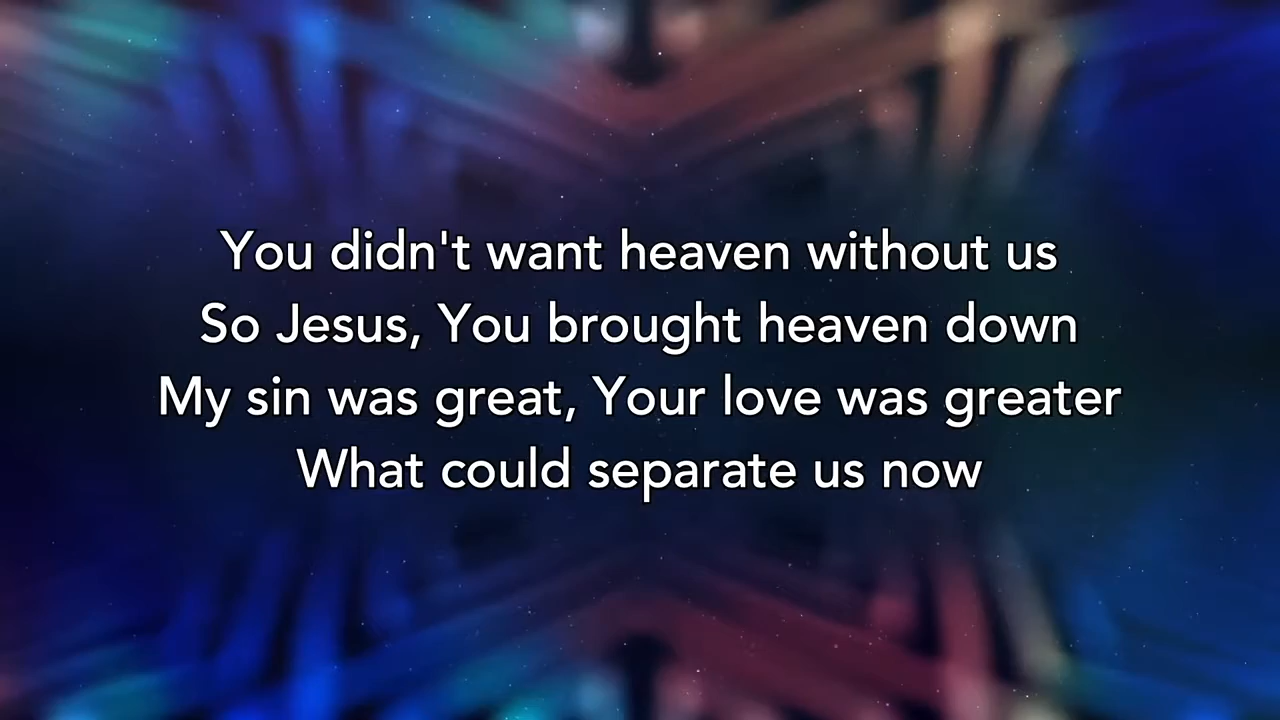 You didn't want heaven without us
So Jesus, You brought heaven down
My sin was great, Your love was greater
What could separate us now